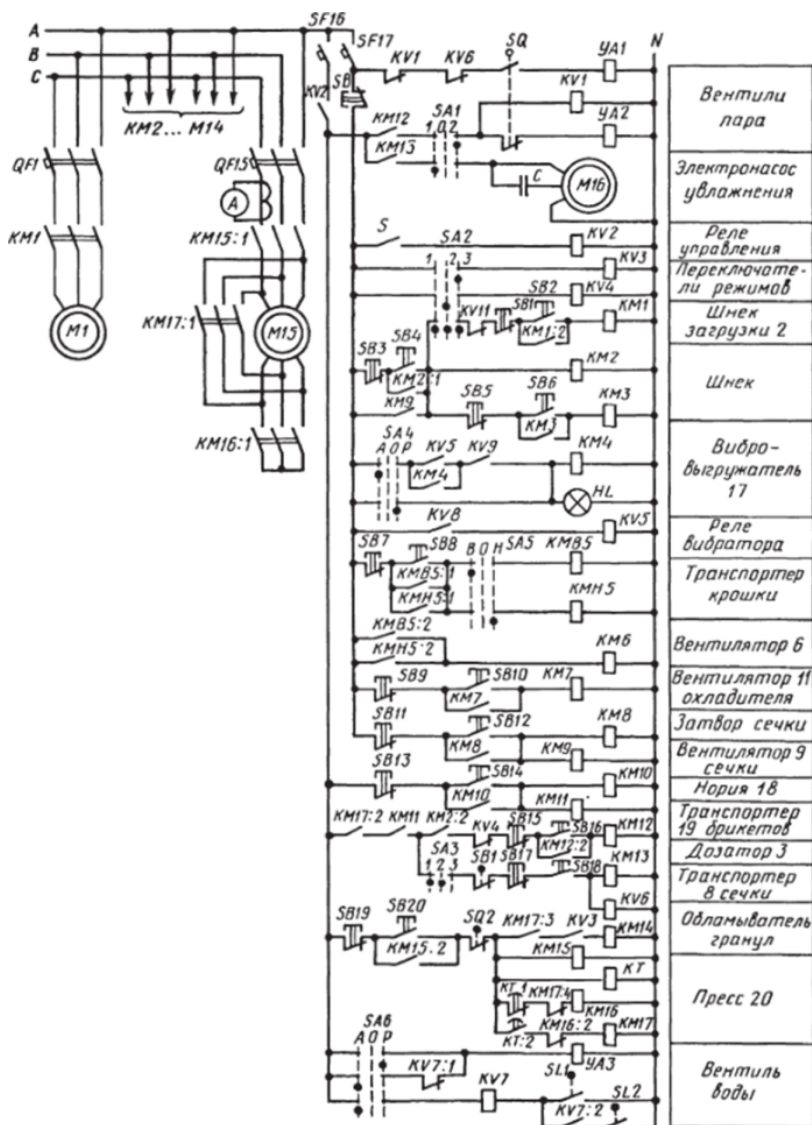 SF16
SF17
A
B
C
N
KV1
KV6
SQ
YA1
KV2
SB
KM2...M14
KM12
SA1
1 0 2
KV1
YA2
Вентили
пара
KM13
C
M16
Электронасос
увлажнения
QF1
QF15
A
KM1
KM15:1
S
SA2
KV2
Реле
управления
1 2 3
KV3
SB2
KV4
Переключате-
ли режимов
M1
KM17:1
M15
KV11
SB1
KM1
KM1:2
Шнек
загрузки 2
SB3
SB4
KM2:1
KM2
KM9
SB5
SB6
KM3
KM3
Шнек
KM16:1
SA4
А О Р
KV5
KV9
KM4
KM4
HL
Вибро-
выгружатель
17
KV8
KV5
Реле
вибратора
SB7
SB8
KMB5:1
KMH5:1
В О Н
SA5
KMB5
KMH5
Транспортер
крошки
KMB5:2
KMH5:2
KM6
Вентилятор 6
SB9
SB10
KM7
KM7
Вентилятор 11
охладителя
SB11
SB12
KM8
KM8
Затвор сечки
SB13
KM9
Вентилятор 9
сечки
SB14
KM10
KM10
Нория 18
KM11
Транспортер
19 брикетов
KM17:2
KM11
KM2:2
KV4
SB15
SB16
KM12
KM12:2
Дозатор 3
SA3
1 2 3
SB1
SB17
SB18
KM13
Транспортер
8 сечки
KV6
SB19
SB20
KM15.2
SQ2
KM17:3
KV3
KM14
Обламыватель
гранул
KM15
KT
KT:1
KM17:4
KM16
KT:2
KM16:2
KM17
Пресс 20
SA6
А О Р
KV7:1
YA3
KV7
SL1
SL2
KV7:2
Вентиль
воды